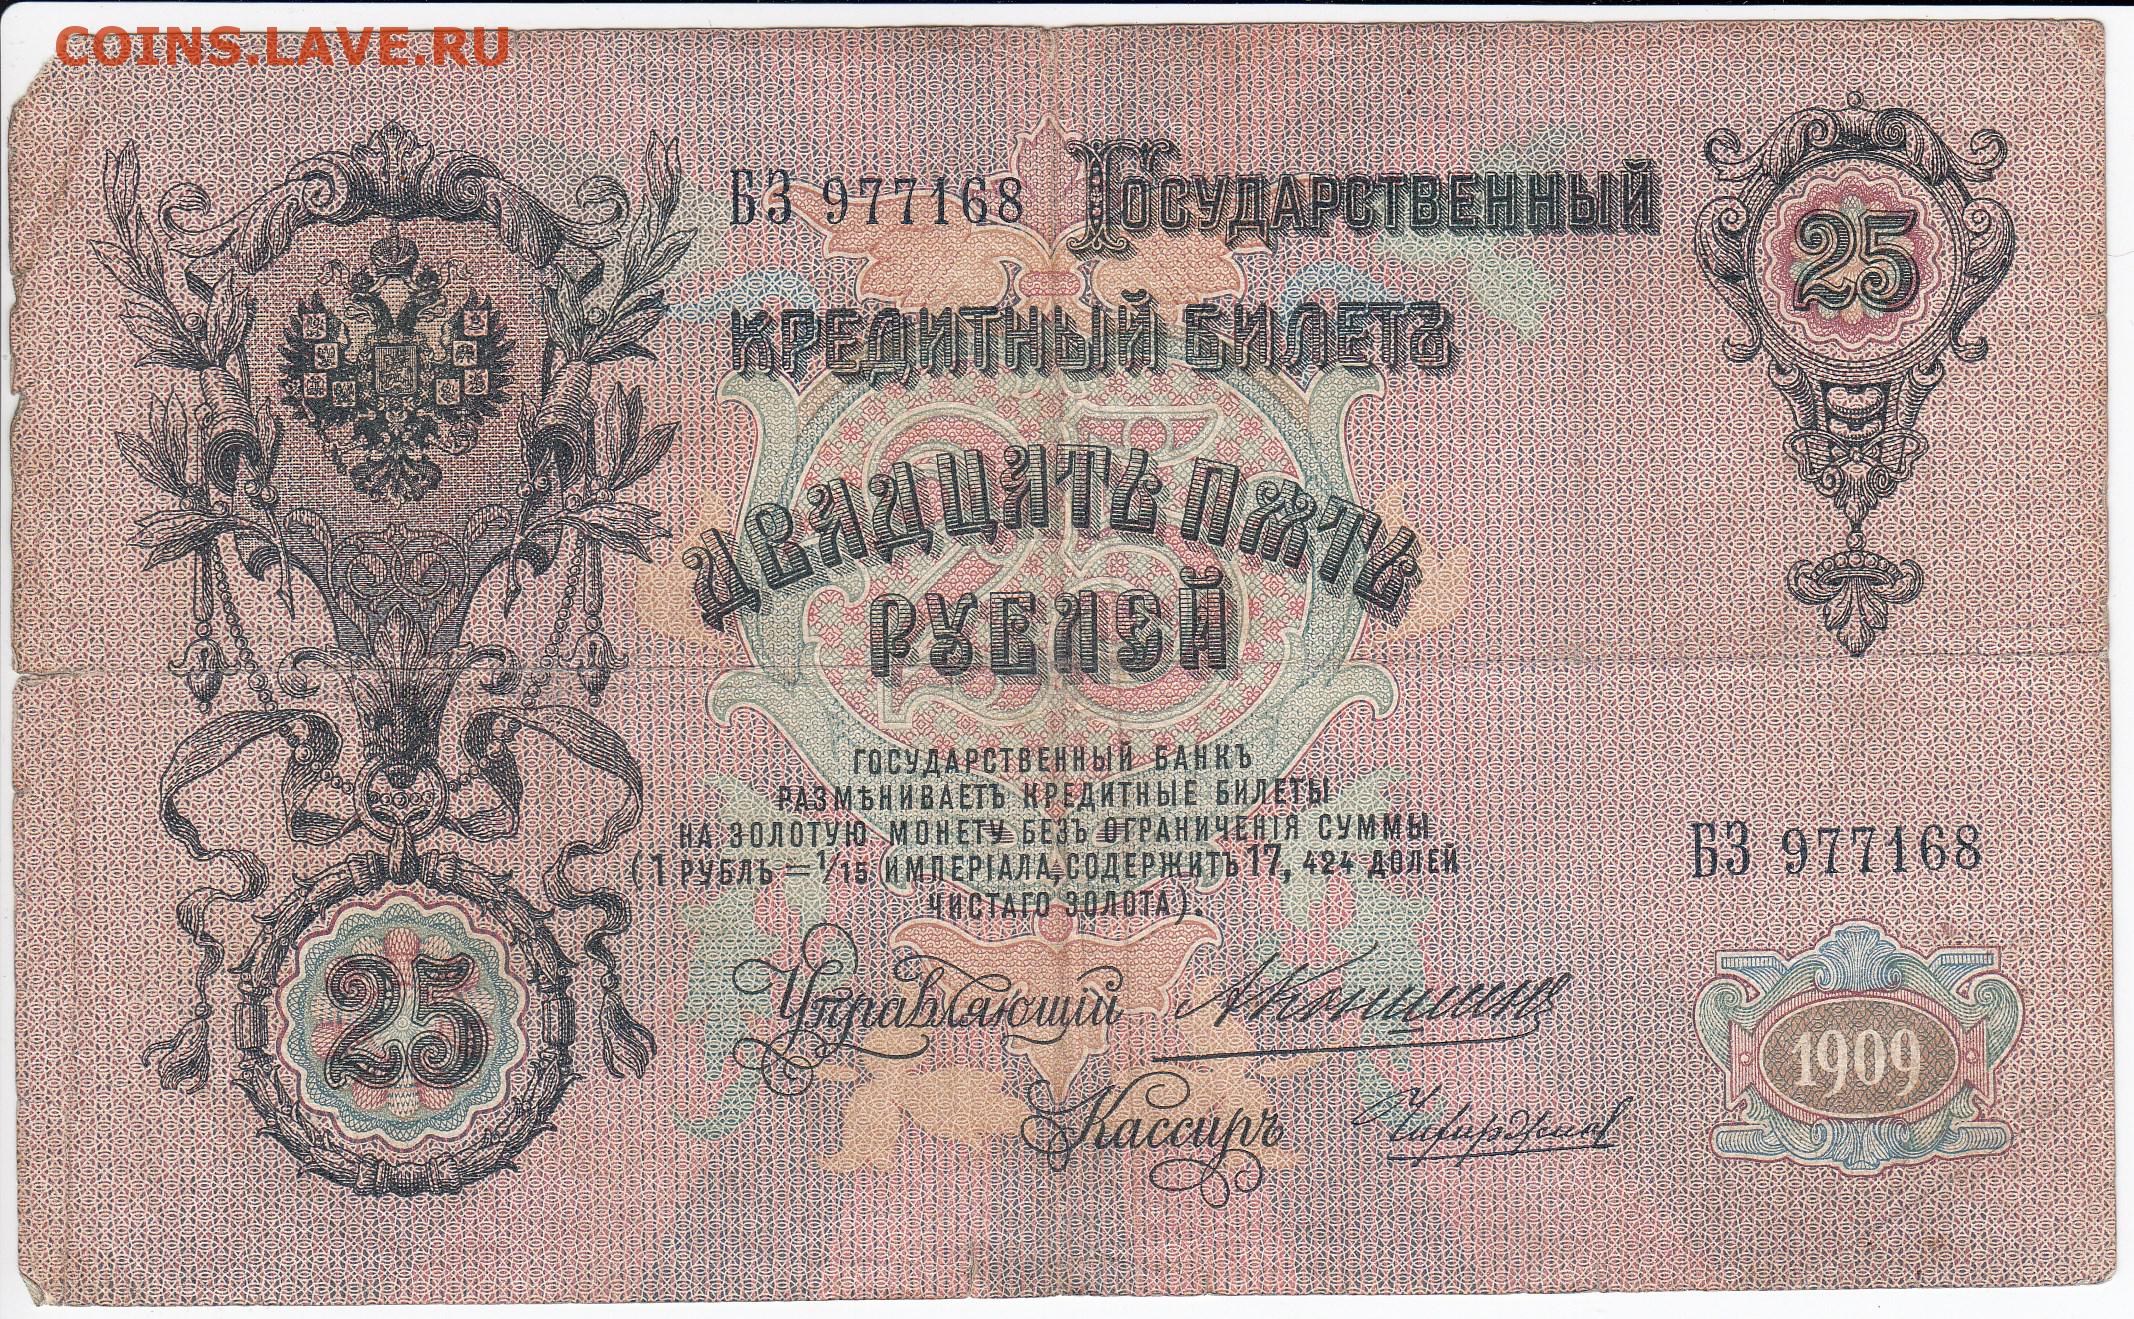 COINS.LAVE.RU
БЗ 977168
ГОСУДАРСТВЕННЫЙ
КРЕДИТНЫЙ БИЛЕТЪ
25
ДВАДЦАТЬ ПЯТЬ
РУБЛЕЙ
ГОСУДАРСТВЕННЫЙ БАНКЪ
РАЗМѢНИВАЕТЪ КРЕДИТНЫЕ БИЛЕТЫ
НА ЗОЛОТУЮ МОНЕТУ БЕЗЪ ОГРАНИЧЕНІЯ СУММЫ
(1 РУБЛЬ = 1/15 ИМПЕРІАЛА, СОДЕРЖИТЪ 17, 424 ДОЛЕЙ
ЧИСТАГО ЗОЛОТА).
БЗ 977168
25
Управляющій АКоншинъ
Кассиръ
1909
25